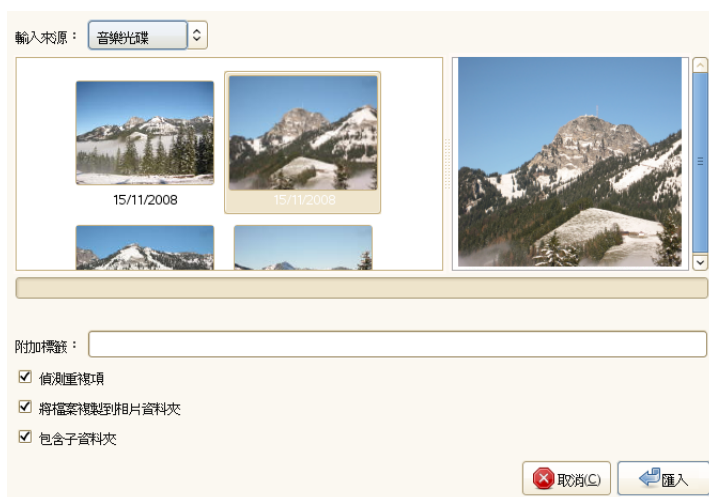 輸入來源：
音樂光碟
15/11/2008
15/11/2008
附加標籤：
偵測重複項
將檔案複製到相片資料夾
包含子資料夾
取消(C)
匯入